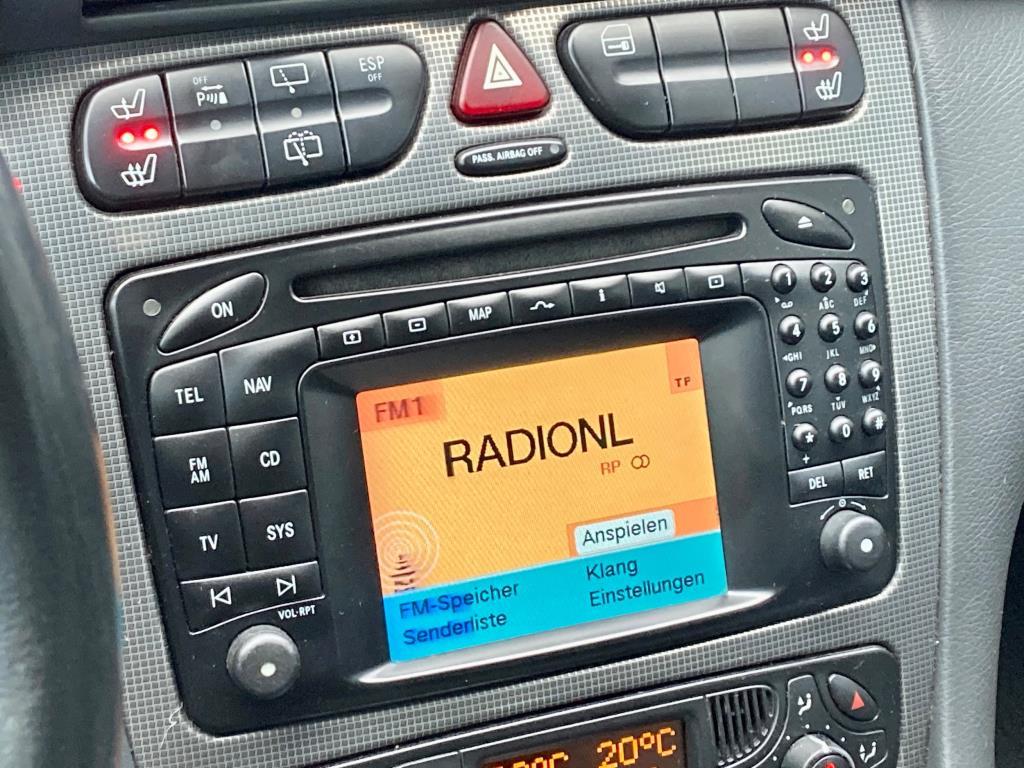 OFF
P
ESP
OFF
PASS. AIRBAG OFF
ON
MAP
TEL
NAV
FM
AM
CD
TV
SYS
VOL·RPT
FM1
TP
RADIONL
RP
Anspielen
FM-Speicher
Klang
Senderliste
Einstellungen
1 2 3
ABC DEF
4 5 6
GHI JKL MNO
7 8 9
PQRS TUV WXYZ
* 0 #
+
DEL
RET
20°C